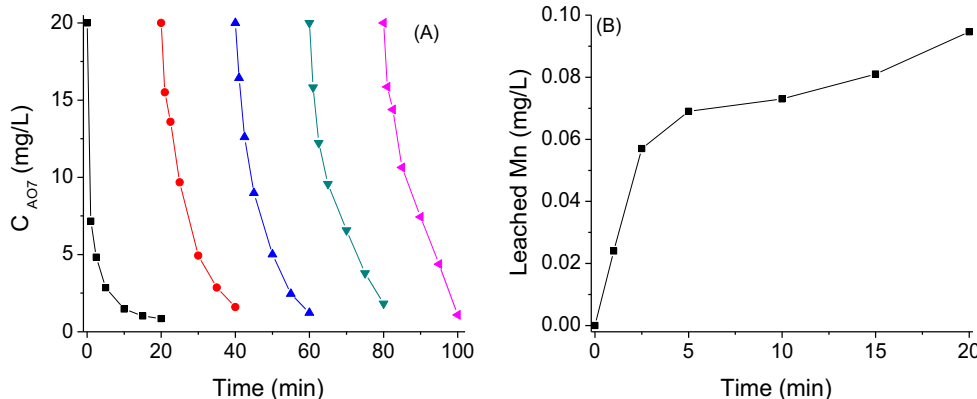 (A)
20
15
10
5
0
C AO7 (mg/L)
0 20 40 60 80 100
Time (min)
(B)
0.10
0.08
0.06
0.04
0.02
0.00
Leached Mn (mg/L)
0 5 10 15 20
Time (min)